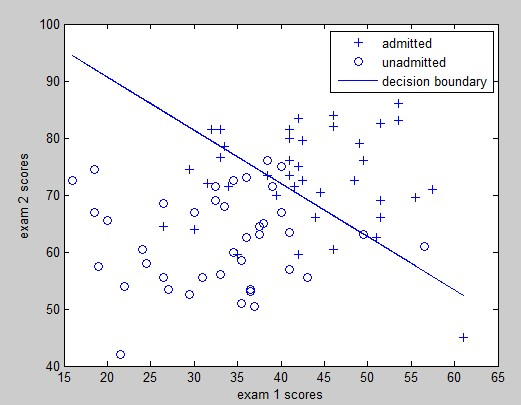 100
90
80
70
60
50
40
15 20 25 30 35 40 45 50 55 60 65
exam 2 scores
exam 1 scores
admitted
unadmitted
decision boundary